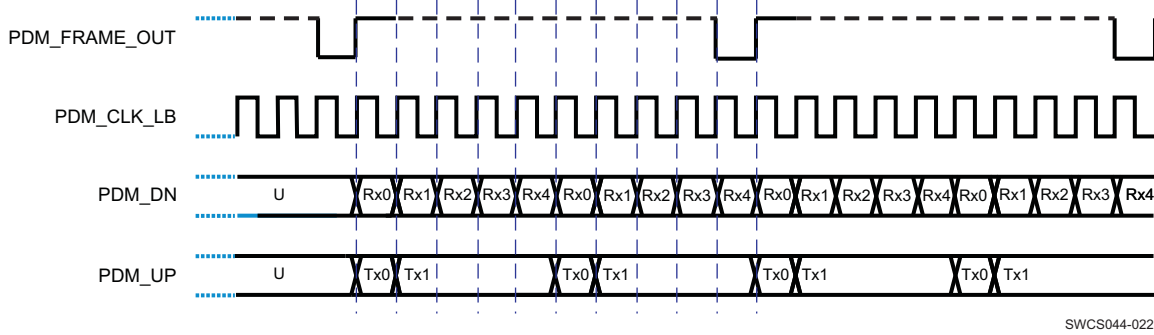 PDM_FRAME_OUT
PDM_CLK_LB
PDM_DN U Rx0 Rx1 Rx2 Rx3 Rx4 Rx0 Rx1 Rx2 Rx3 Rx4 Rx0 Rx1 Rx2 Rx3 Rx4 Rx0 Rx1 Rx2 Rx3 Rx4
PDM_UP U Tx0 Tx1 Tx0 Tx1 Tx0 Tx1 Tx0 Tx1
SWCS044-022